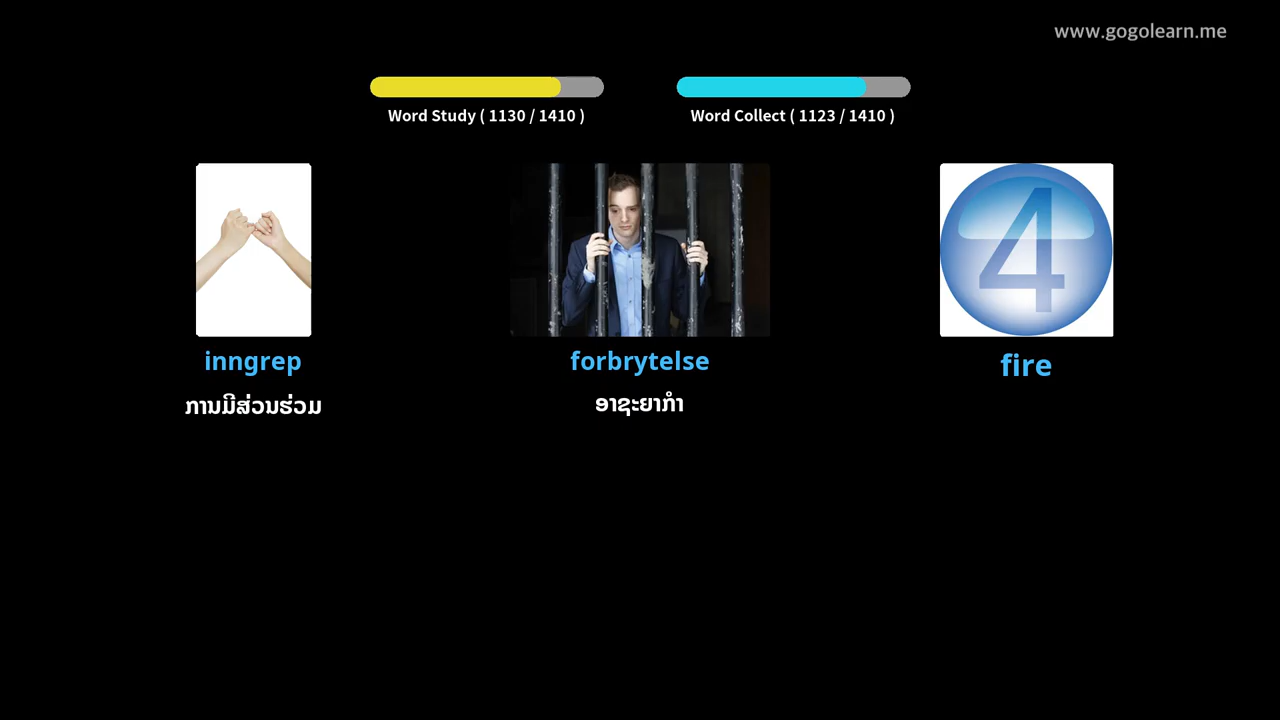 www.gogolearn.me
Word Study ( 1130 / 1410 )
Word Collect ( 1123 / 1410 )
4
inngrep
forbrytelse
fire
ການມີສ່ວນຮ່ວມ
ອາຊະຍາກຳ